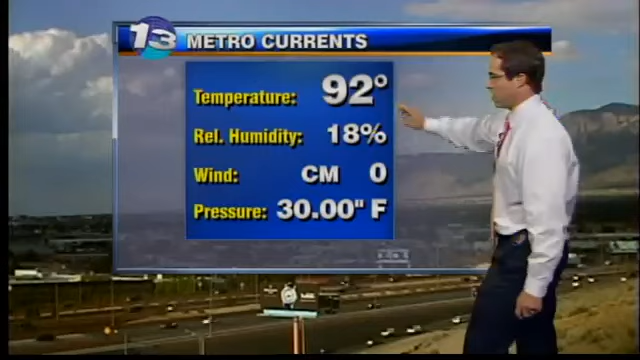 13 METRO CURRENTS
Temperature: 92°
Rel. Humidity: 18%
Wind: CM 0
Pressure: 30.00" F